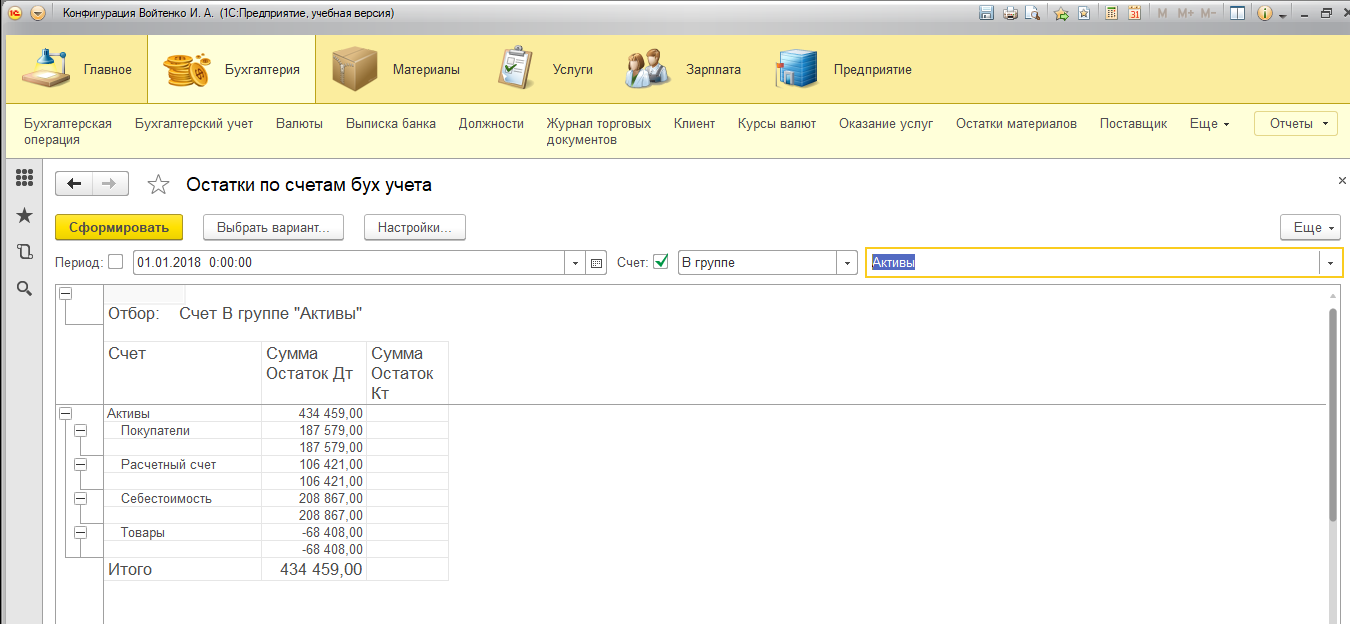 Конфигурация Войтенко И. А. (1С:Предприятие, учебная версия)
31 M M+ M-
Главное Бухгалтерия Материалы Услуги Зарплата Предприятие
Бухгалтерская операция Бухгалтерский учет Валюты Выписка банка Должности Журнал торговых документов Клиент Курсы валют Оказание услуг Остатки материалов Поставщик Еще Отчеты
Остатки по счетам бух учета
Сформировать Выбрать вариант... Настройки... Еще
Период: 01.01.2018 0:00:00 Счет: В группе Активы
Отбор: Счет В группе "Активы"
Счет Сумма Остаток Дт Сумма Остаток Кт
Активы 434 459,00
Покупатели 187 579,00
187 579,00
Расчетный счет 106 421,00
106 421,00
Себестоимость 208 867,00
208 867,00
Товары -68 408,00
-68 408,00
Итого 434 459,00